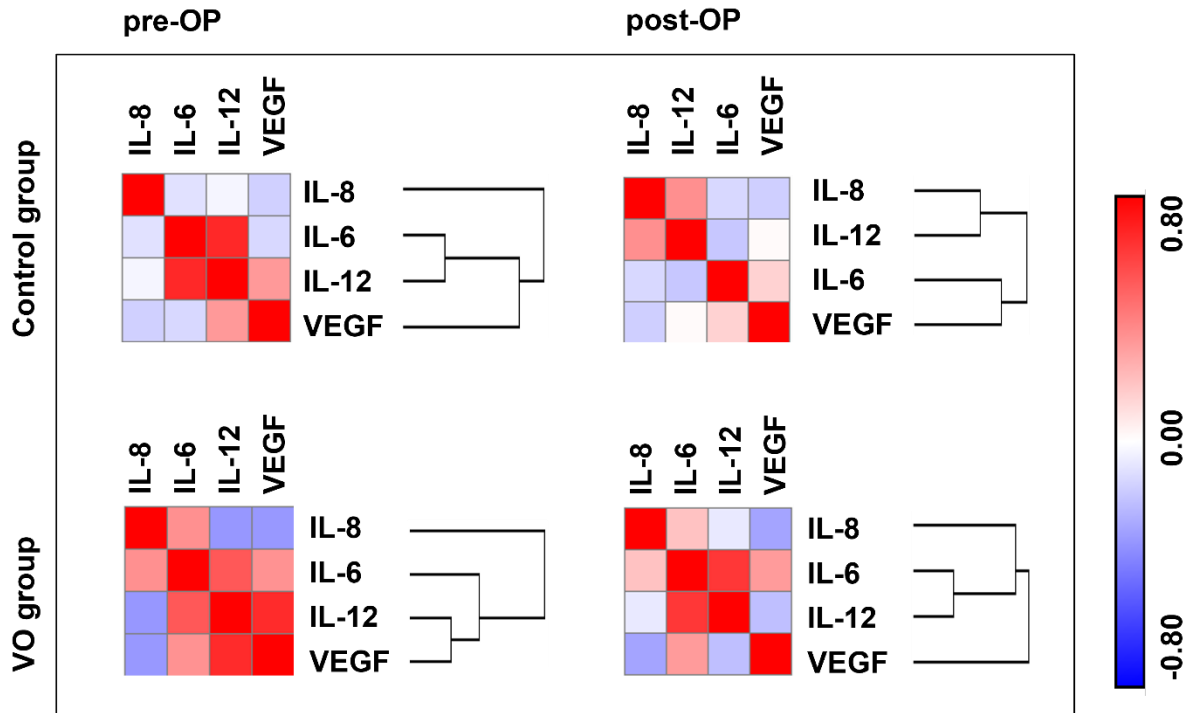 pre-OP
post-OP
Control group
IL-8 IL-6 IL-12 VEGF
IL-8
IL-6
IL-12
VEGF
IL-8 IL-12 IL-6 VEGF
IL-8
IL-12
IL-6
VEGF
VO group
IL-8 IL-6 IL-12 VEGF
IL-8
IL-6
IL-12
VEGF
IL-8 IL-6 IL-12 VEGF
IL-8
IL-6
IL-12
VEGF
0.80
0.00
-0.80